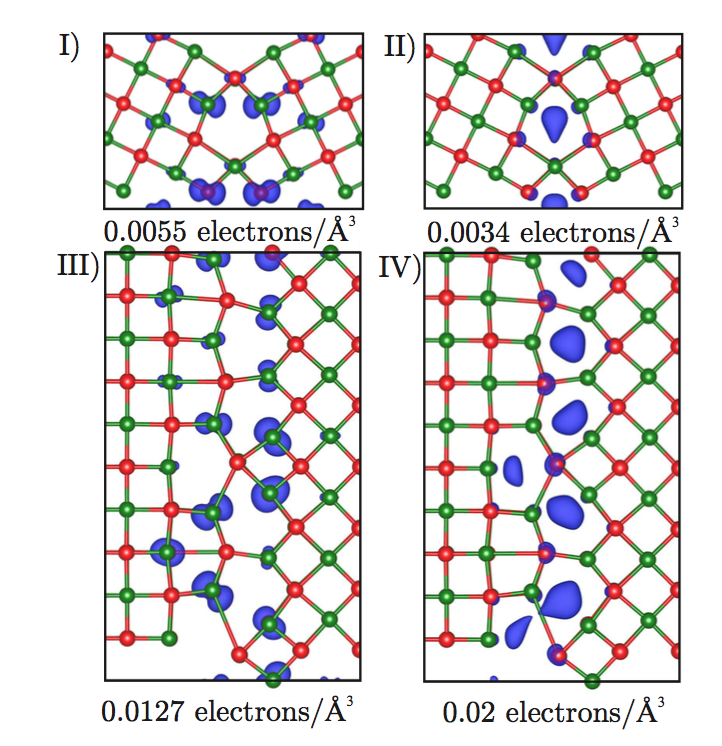 I)
II)
0.0055 electrons/Å³
0.0034 electrons/Å³
III)
IV)
0.0127 electrons/Å³
0.02 electrons/Å³